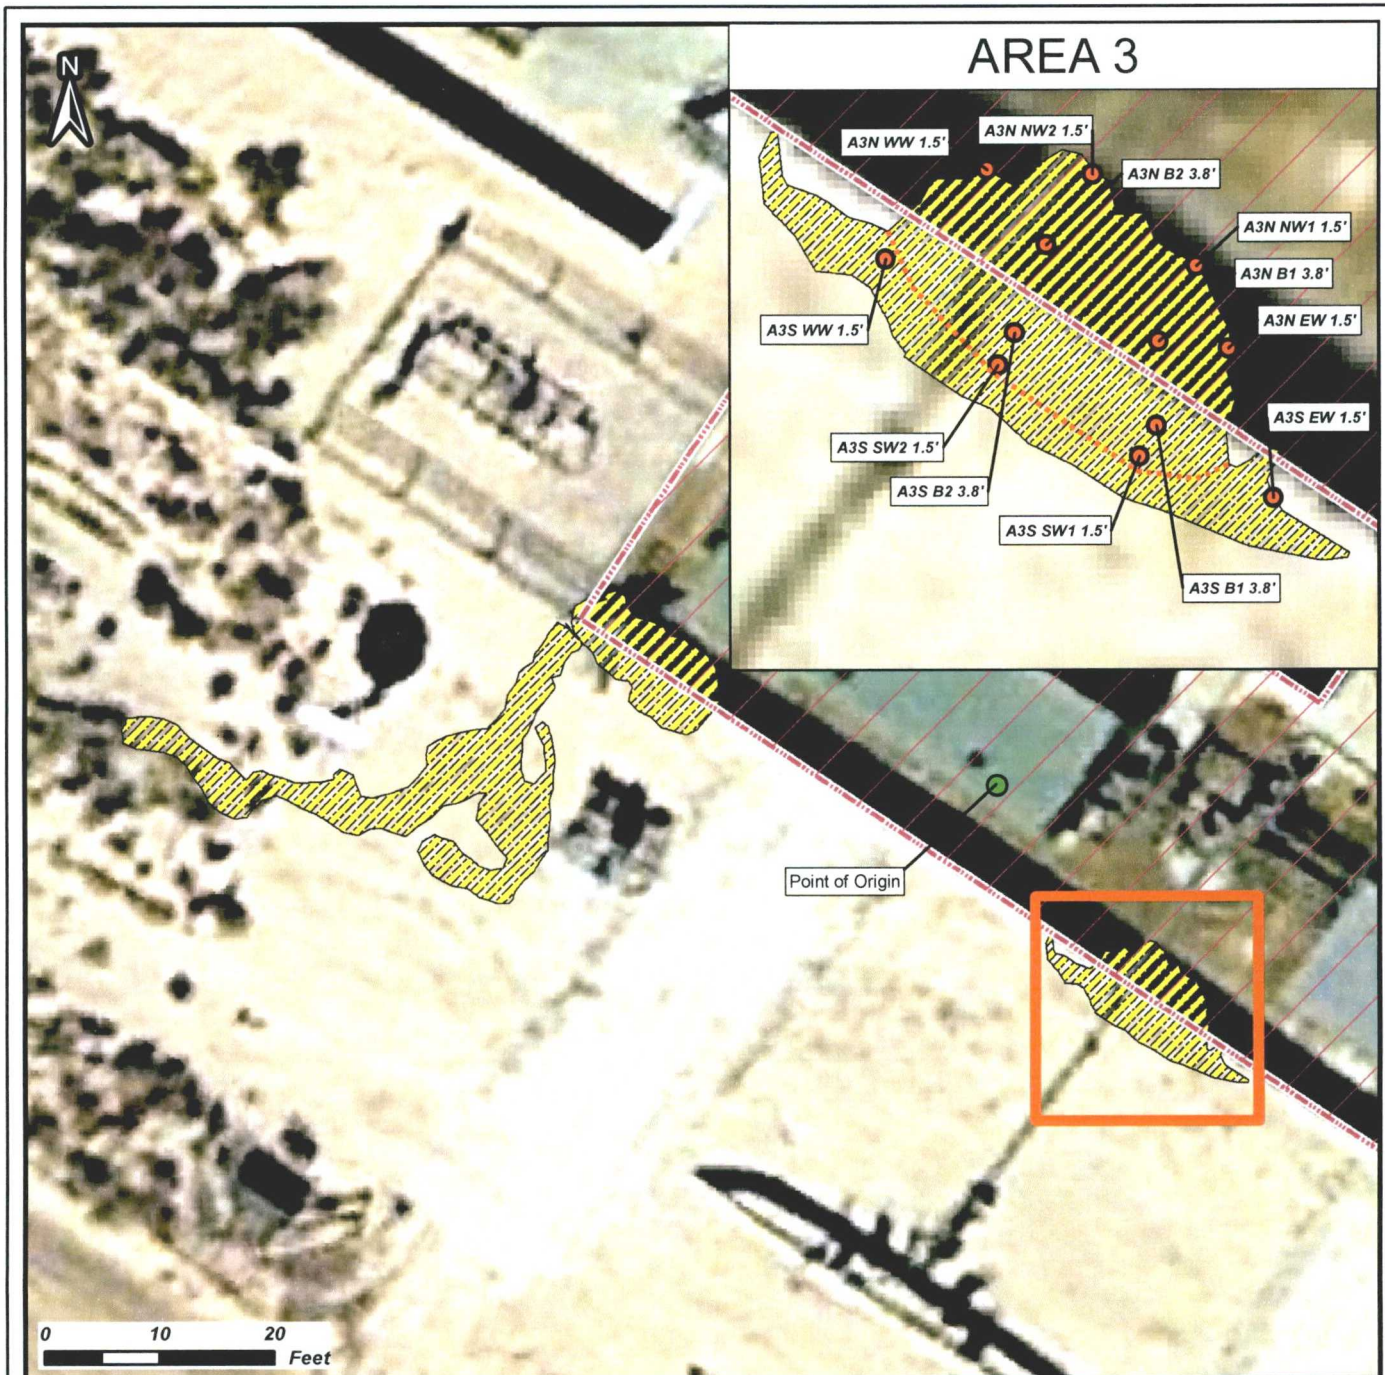 N
AREA 3
A3N WW 1.5'
A3N NW2 1.5'
A3N B2 3.8'
A3N NW1 1.5'
A3N B1 3.8'
A3N EW 1.5'
A3S WW 1.5'
A3S EW 1.5'
A3S SW2 1.5'
A3S B2 3.8'
A3S SW1 1.5'
A3S B1 3.8'
Point of Origin
0 10 20
Feet